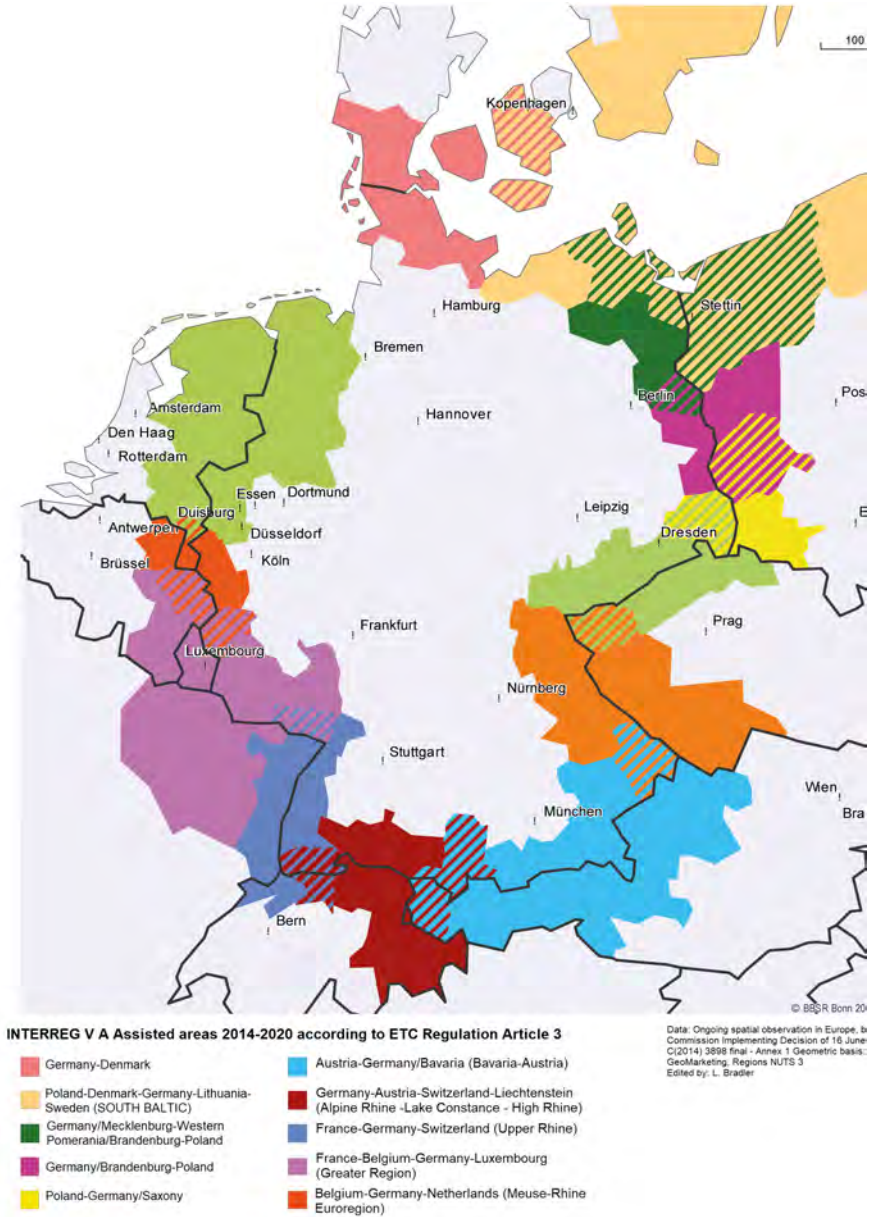 100
Kopenhagen
Hamburg
Stettin
Bremen
Berlin
Amsterdam
Hannover
Den Haag
Rotterdam
Essen
Dortmund
Duisburg
Leipzig
Antwerpen
Düsseldorf
Dresden
Brüssel
Köln
Frankfurt
Prag
Luxembourg
Nürnberg
Stuttgart
Wien
München
Bra
Bern
© BBSR Bonn
INTERREG V A Assisted areas 2014-2020 according to ETC Regulation Article 3
Germany-Denmark
Poland-Denmark-Germany-Lithuania-
Sweden (SOUTH BALTIC)
Germany/Mecklenburg-Western
Pomerania/Brandenburg-Poland
Germany/Brandenburg-Poland
Poland-Germany/Saxony
Austria-Germany/Bavaria (Bavaria-Austria)
Germany-Austria-Switzerland-Liechtenstein
(Alpine Rhine -Lake Constance - High Rhine)
France-Germany-Switzerland (Upper Rhine)
France-Belgium-Germany-Luxembourg
(Greater Region)
Belgium-Germany-Netherlands (Meuse-Rhine
Euroregion)
Data: Ongoing spatial observation in Europe,
Commission Implementing Decision of 16 June
C(2014) 3898 final - Annex 1 Geometric basis:
GeoMarketing, Regions NUTS 3
Edited by: L. Bradler